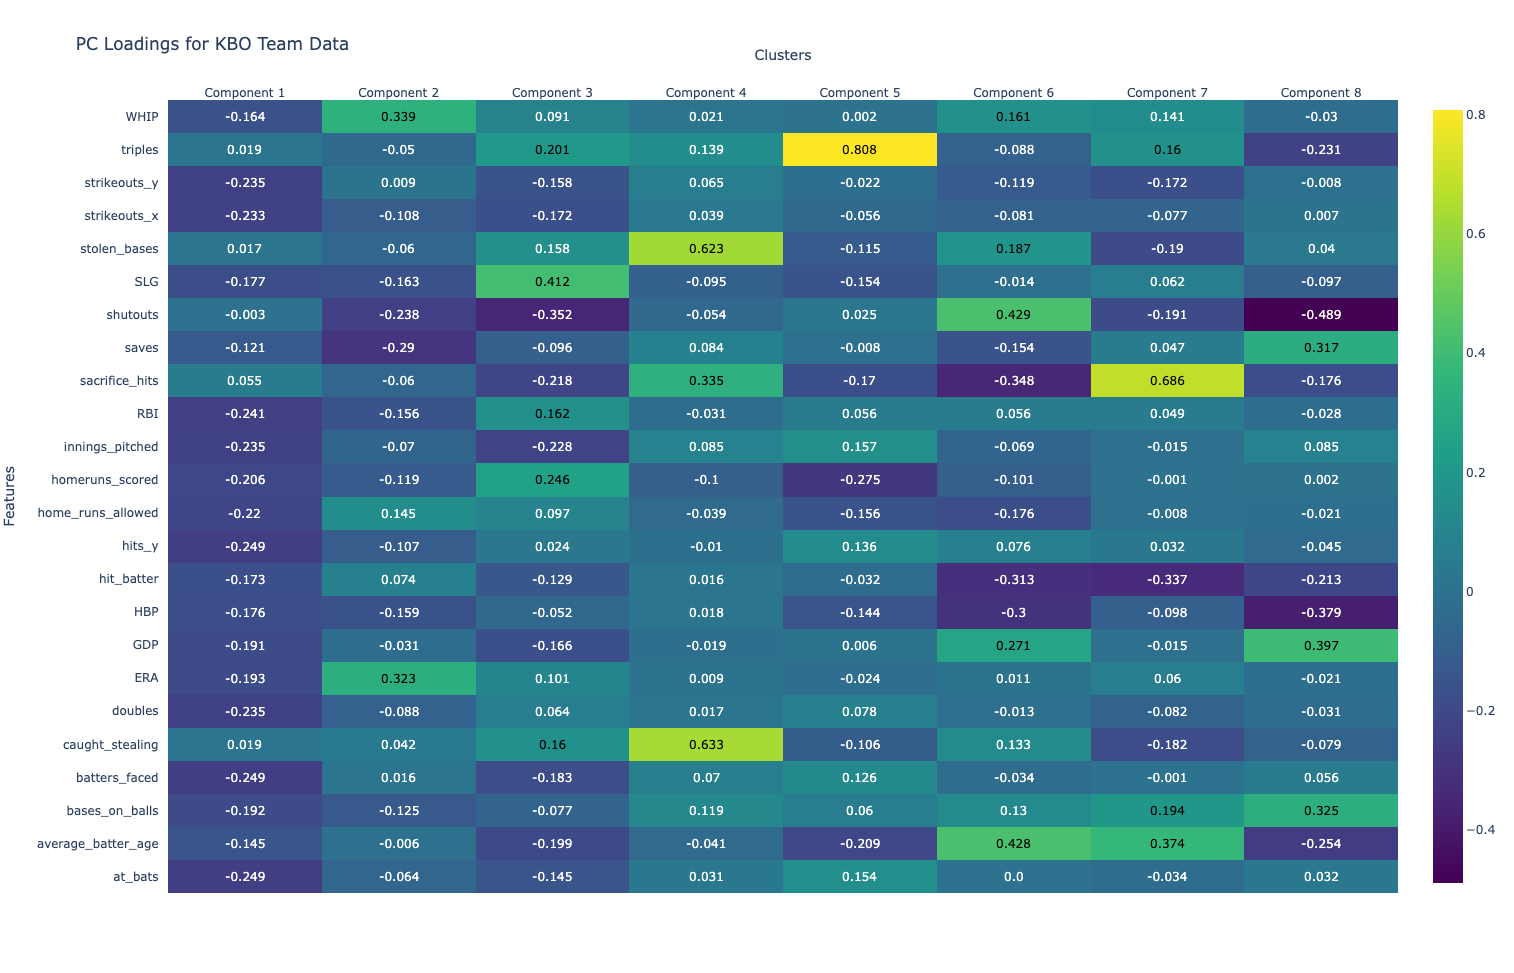 PC Loadings for KBO Team Data
Clusters
Component 1 Component 2 Component 3 Component 4 Component 5 Component 6 Component 7 Component 8
WHIP -0.164 0.339 0.091 0.021 0.002 0.161 0.141 -0.03
triples 0.019 -0.05 0.201 0.139 0.808 -0.088 0.16 -0.231
strikeouts_y -0.235 0.009 -0.158 0.065 -0.022 -0.119 -0.172 -0.008
strikeouts_x -0.233 -0.108 -0.172 0.039 -0.056 -0.081 -0.077 0.007
stolen_bases 0.017 -0.06 0.158 0.623 -0.115 0.187 -0.19 0.04
SLG -0.177 -0.163 0.412 -0.095 -0.154 -0.014 0.062 -0.097
shutouts -0.003 -0.238 -0.352 -0.054 0.025 0.429 -0.191 -0.489
saves -0.121 -0.29 -0.096 0.084 -0.008 -0.154 0.047 0.317
sacrifice_hits 0.055 -0.06 -0.218 0.335 -0.17 -0.348 0.686 -0.176
RBI -0.241 -0.156 0.162 -0.031 0.056 0.056 0.049 -0.028
innings_pitched -0.235 -0.07 -0.228 0.085 0.157 -0.069 -0.015 0.085
homeruns_scored -0.206 -0.119 0.246 -0.1 -0.275 -0.101 -0.001 0.002
home_runs_allowed -0.22 0.145 0.097 -0.039 -0.156 -0.176 -0.008 -0.021
hits_y -0.249 -0.107 0.024 -0.01 0.136 0.076 0.032 -0.045
hit_batter -0.173 0.074 -0.129 0.016 -0.032 -0.313 -0.337 -0.213
HBP -0.176 -0.159 -0.052 0.018 -0.144 -0.3 -0.098 -0.379
GDP -0.191 -0.031 -0.166 -0.019 0.006 0.271 -0.015 0.397
ERA -0.193 0.323 0.101 0.009 -0.024 0.011 0.06 -0.021
doubles -0.235 -0.088 0.064 0.017 0.078 -0.013 -0.082 -0.031
caught_stealing 0.019 0.042 0.16 0.633 -0.106 0.133 -0.182 -0.079
batters_faced -0.249 0.016 -0.183 0.07 0.126 -0.034 -0.001 0.056
bases_on_balls -0.192 -0.125 -0.077 0.119 0.06 0.13 0.194 0.325
average_batter_age -0.145 -0.006 -0.199 -0.041 -0.209 0.428 0.374 -0.254
at_bats -0.249 -0.064 -0.145 0.031 0.154 0.0 -0.034 0.032
Features
0.8
0.6
0.4
0.2
0
−0.2
−0.4